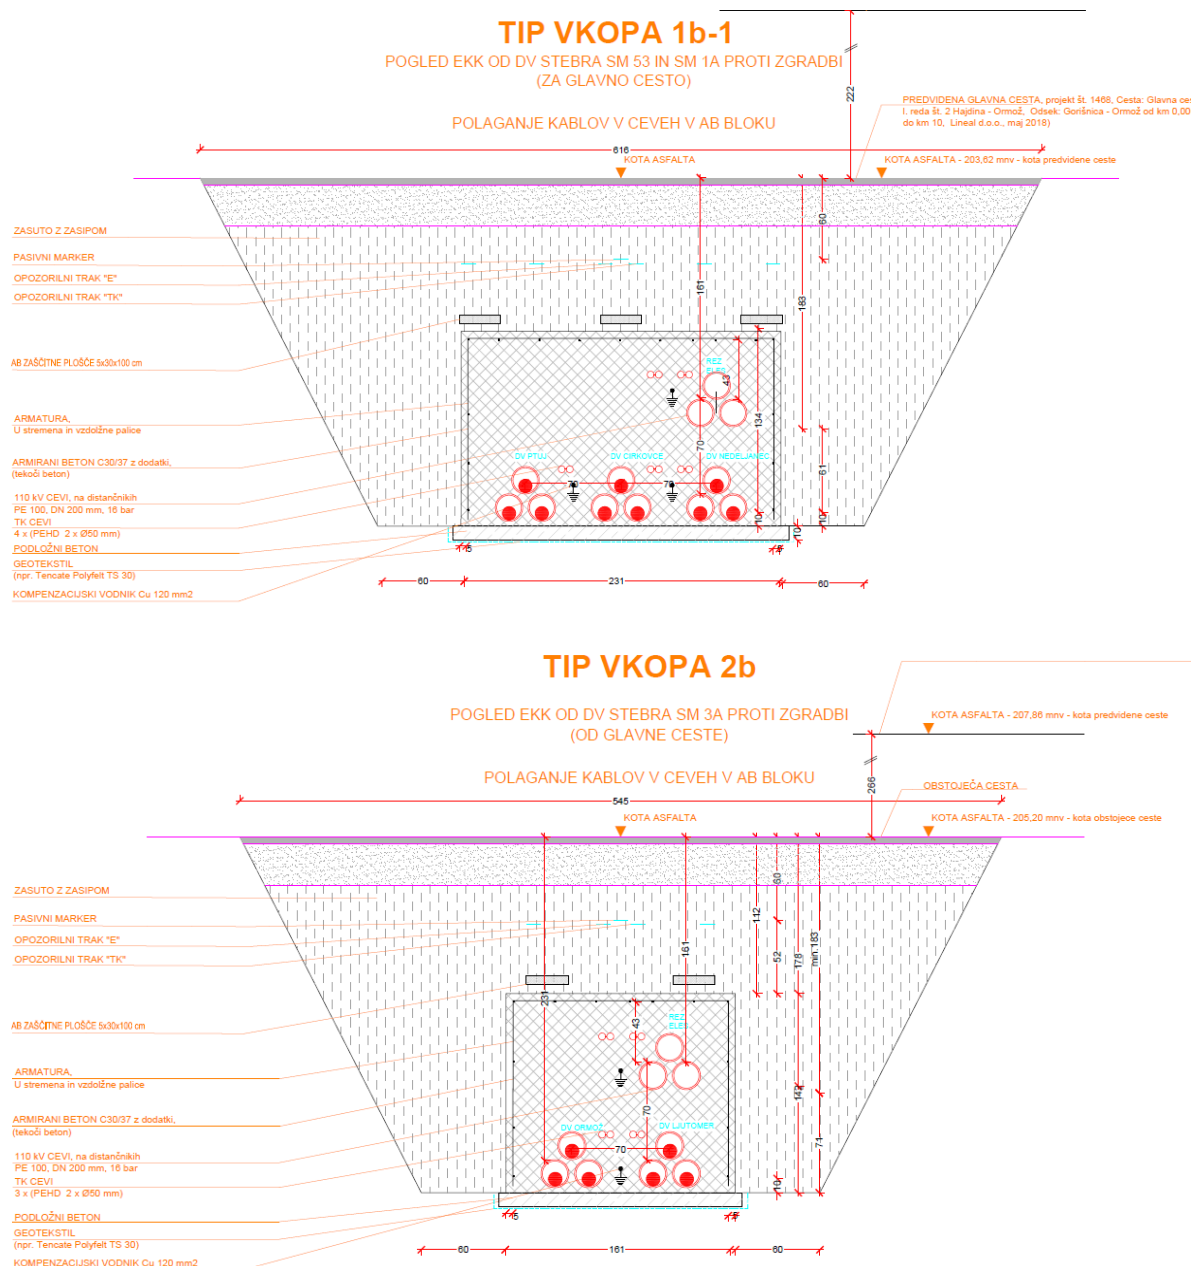 TIP VKOPA 1b-1
POGLED EKK OD DV STEBRA SM 53 IN SM 1A PROTI ZGRADBI
(ZA GLAVNO CESTO)
POLAGANJE KABLOV V CEVEH V AB BLOKU
222
PREDVIDENA GLAVNA CESTA, projekt št. 1468, Cesta: Glavna ce
I. reda št. 2 Hajdina - Ormož, Odsek: Gorišnica - Ormož od km 0,00
do km 10, Lineal d.o.o., maj 2018)
616
KOTA ASFALTA
KOTA ASFALTA - 203,62 mnv - kota predvidene ceste
60
161
183
ZASUTO Z ZASIPOM
PASIVNI MARKER
OPOZORILNI TRAK "E"
OPOZORILNI TRAK "TK"
AB ZAŠČITNE PLOŠČE 5x30x100 cm
ARMATURA,
U stremena in vzdolžne palice
ARMIRANI BETON C30/37 z dodatki,
(tekoči beton)
110 kV CEVI, na distančnikih
PE 100, DN 200 mm, 16 bar
TK CEVI
4 x (PEHD 2 x Ø50 mm)
PODLOŽNI BETON
GEOTEKSTIL
(npr. Tencate Polyfelt TS 30)
KOMPENZACIJSKI VODNIK Cu 120 mm2
REZ
ELES
43
134
70
61
DV PTUJ
DV CIRKOVCE
DV NEDELJANEC
70
70
10
10
10
5
5
60
231
60
TIP VKOPA 2b
POGLED EKK OD DV STEBRA SM 3A PROTI ZGRADBI
(OD GLAVNE CESTE)
POLAGANJE KABLOV V CEVEH V AB BLOKU
KOTA ASFALTA - 207,86 mnv - kota predvidene ceste
266
OBSTOJEČA CESTA
545
KOTA ASFALTA
KOTA ASFALTA - 205,20 mnv - kota obstojece ceste
60
112
52
161
178
min.183
231
ZASUTO Z ZASIPOM
PASIVNI MARKER
OPOZORILNI TRAK "E"
OPOZORILNI TRAK "TK"
AB ZAŠČITNE PLOŠČE 5x30x100 cm
ARMATURA,
U stremena in vzdolžne palice
ARMIRANI BETON C30/37 z dodatki,
(tekoči beton)
110 kV CEVI, na distančnikih
PE 100, DN 200 mm, 16 bar
TK CEVI
3 x (PEHD 2 x Ø50 mm)
PODLOŽNI BETON
GEOTEKSTIL
(npr. Tencate Polyfelt TS 30)
KOMPENZACIJSKI VODNIK Cu 120 mm2
REZ
ELES
43
70
142
71
DV ORMOŽ
DV LJUTOMER
70
10
5
5
60
161
60